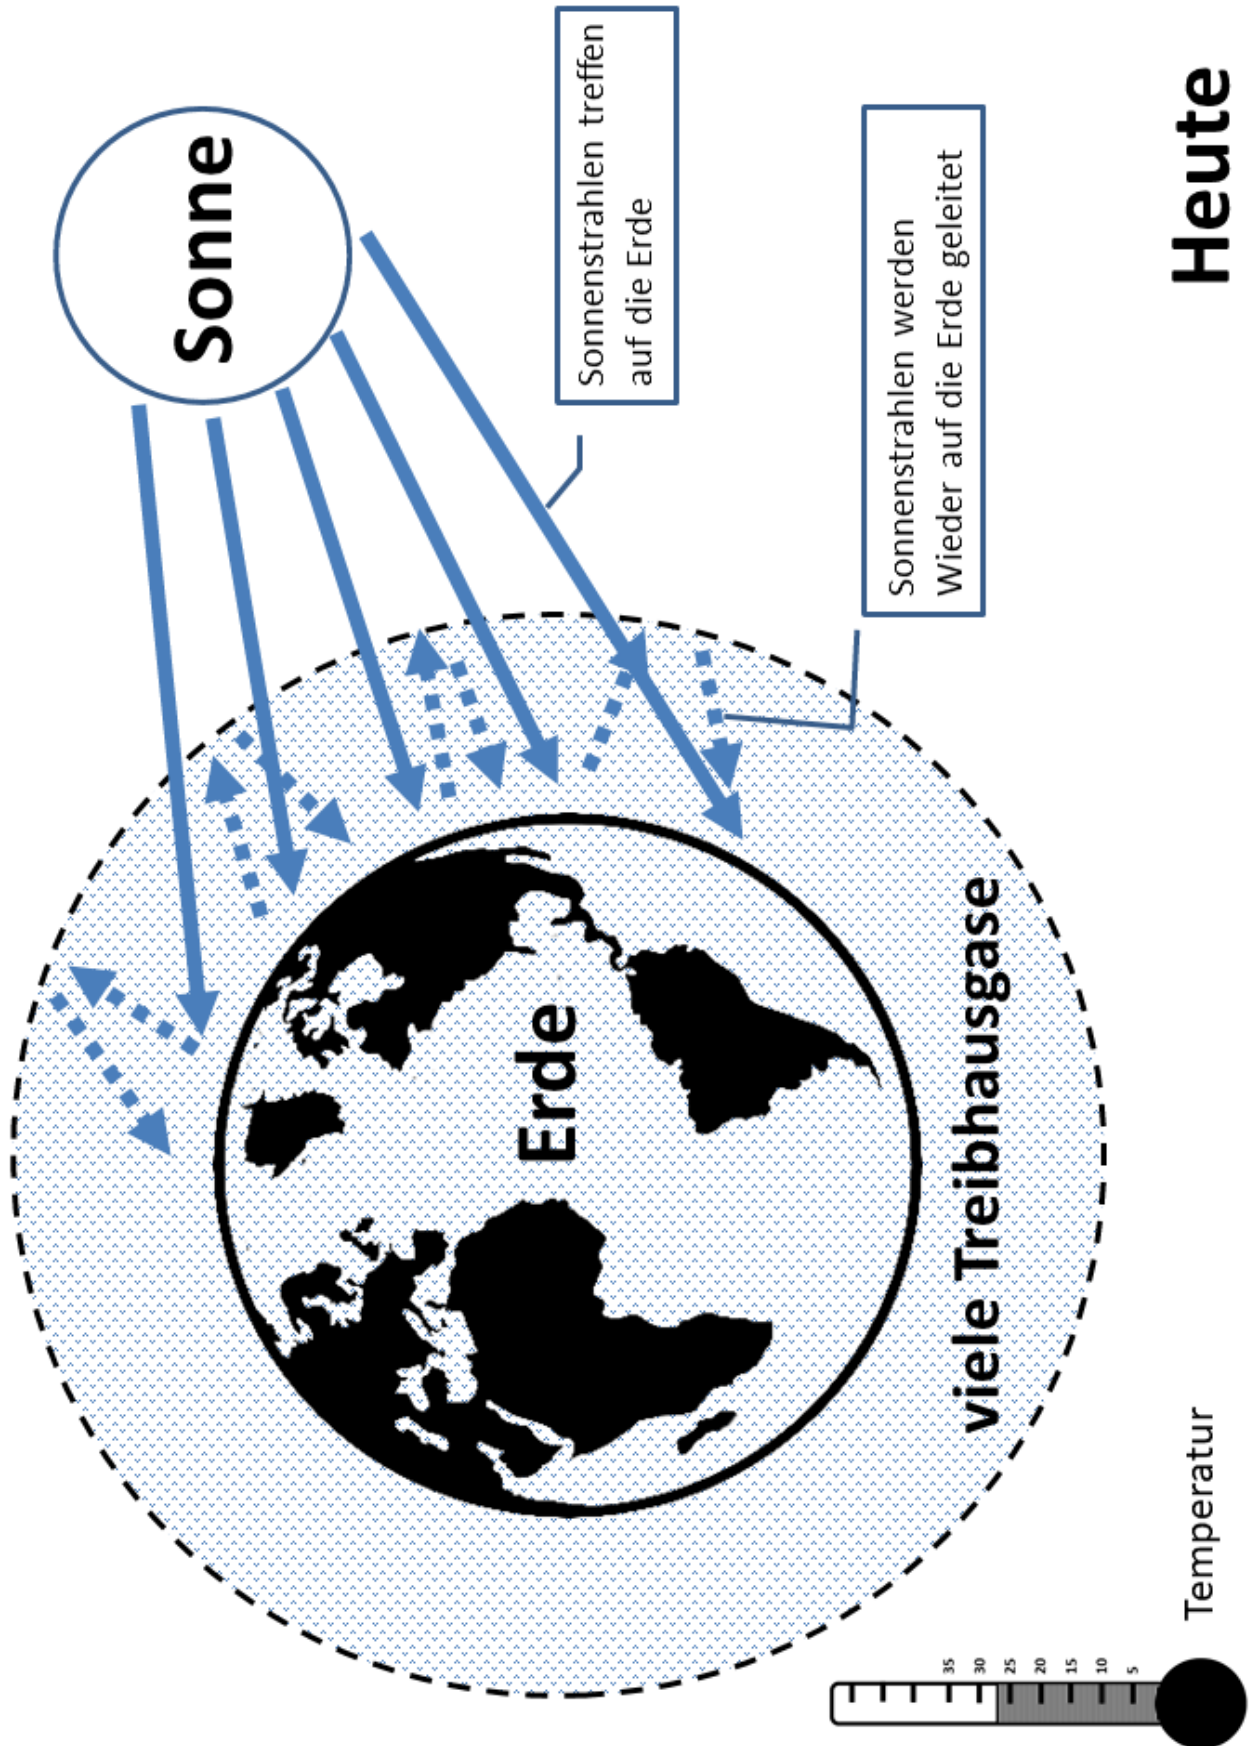 Sonne
Sonnenstrahlen treffen
auf die Erde
Sonnenstrahlen werden
Wieder auf die Erde geleitet
Erde
viele Treibhausgase
Heute
Temperatur
35
30
25
20
15
10
5